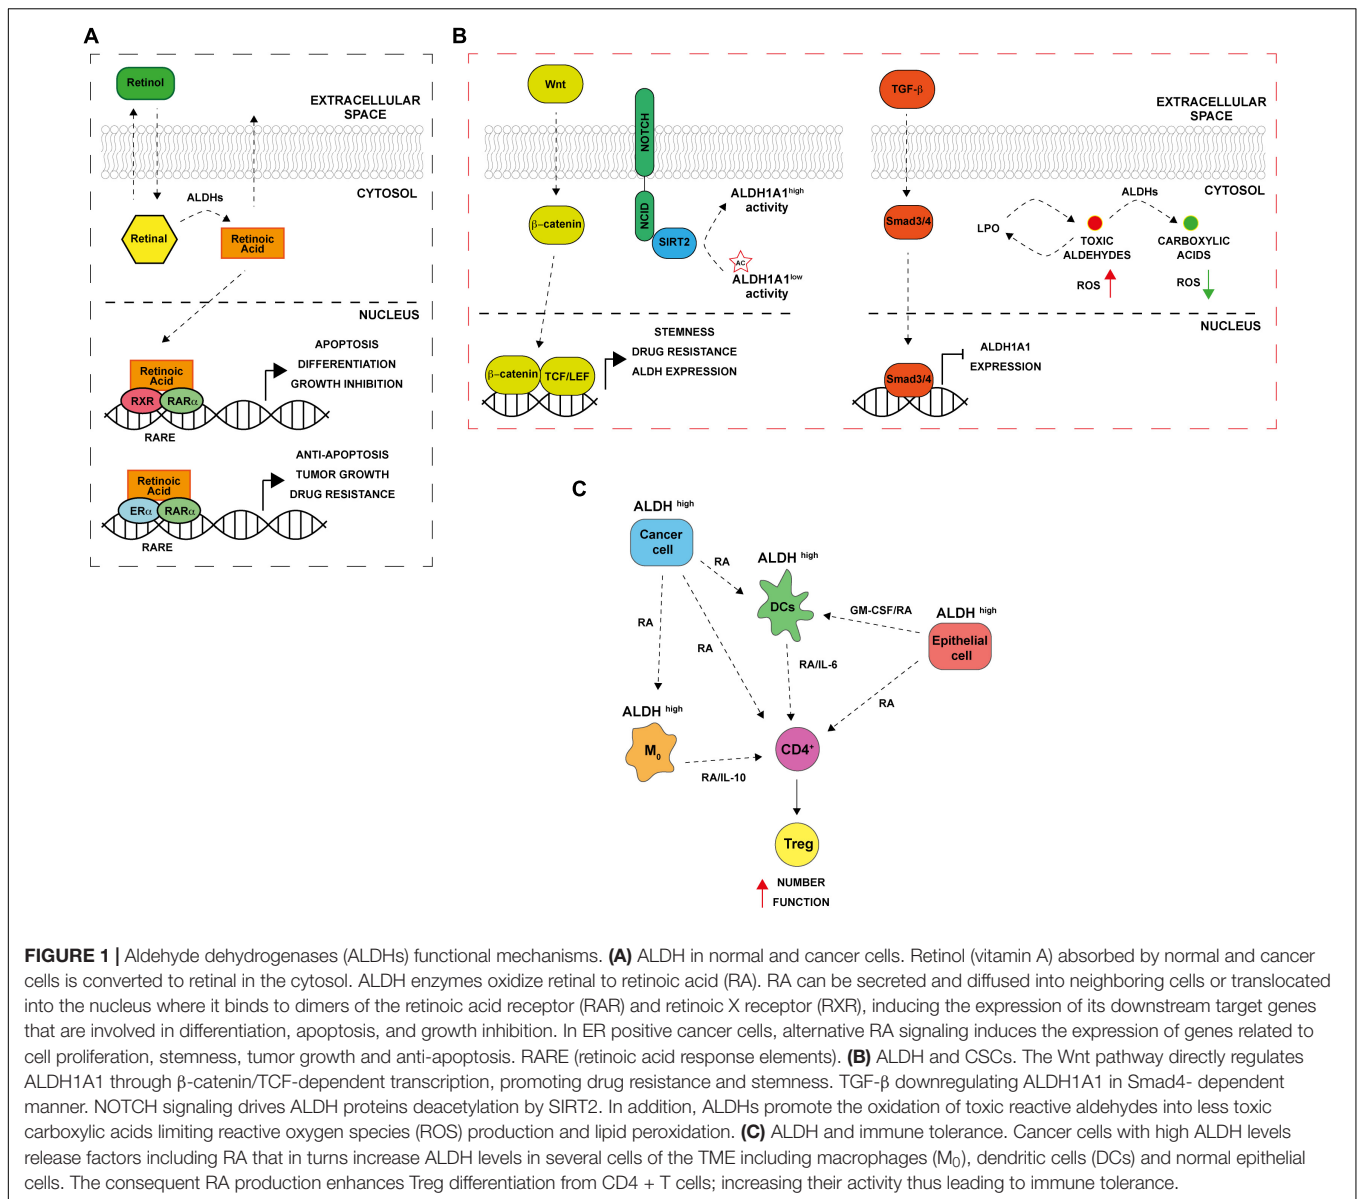 A
Retinol
EXTRACELLULAR
SPACE
CYTOSOL
ALDHs
Retinal
Retinoic
Acid
NUCLEUS
APOPTOSIS
DIFFERENTIATION
GROWTH INHIBITION
Retinoic
Acid
RXR
RARα
RARE
ANTI-APOPTOSIS
TUMOR GROWTH
DRUG RESISTANCE
Retinoic
Acid
ERα
RARα
RARE
B
Wnt
NOTCH
NCID
SIRT2
β-catenin
ALDH1A1high
activity
AC
ALDH1A1low
activity
STEMNESS
DRUG RESISTANCE
ALDH EXPRESSION
β-catenin
TCF/LEF
TGF-β
EXTRACELLULAR
SPACE
CYTOSOL
Smad3/4
LPO
ALDHs
TOXIC
ALDEHYDES
CARBOXYLIC
ACIDS
ROS
ROS
NUCLEUS
ALDH1A1
EXPRESSION
Smad3/4
C
ALDH high
Cancer
cell
RA
ALDH high
DCs
GM-CSF/RA
ALDH high
Epithelial
cell
RA
RA
RA/IL-6
RA
ALDH high
M0
RA/IL-10
CD4+
Treg
NUMBER
FUNCTION
FIGURE 1 | Aldehyde dehydrogenases (ALDHs) functional mechanisms. (A) ALDH in normal and cancer cells. Retinol (vitamin A) absorbed by normal and cancer
cells is converted to retinal in the cytosol. ALDH enzymes oxidize retinal to retinoic acid (RA). RA can be secreted and diffused into neighboring cells or translocated
into the nucleus where it binds to dimers of the retinoic acid receptor (RAR) and retinoic X receptor (RXR), inducing the expression of its downstream target genes
that are involved in differentiation, apoptosis, and growth inhibition. In ER positive cancer cells, alternative RA signaling induces the expression of genes related to
cell proliferation, stemness, tumor growth and anti-apoptosis. RARE (retinoic acid response elements). (B) ALDH and CSCs. The Wnt pathway directly regulates
ALDH1A1 through β-catenin/TCF-dependent transcription, promoting drug resistance and stemness. TGF-β downregulating ALDH1A1 in Smad4- dependent
manner. NOTCH signaling drives ALDH proteins deacetylation by SIRT2. In addition, ALDHs promote the oxidation of toxic reactive aldehydes into less toxic
carboxylic acids limiting reactive oxygen species (ROS) production and lipid peroxidation. (C) ALDH and immune tolerance. Cancer cells with high ALDH levels
release factors including RA that in turns increase ALDH levels in several cells of the TME including macrophages (M0), dendritic cells (DCs) and normal epithelial
cells. The consequent RA production enhances Treg differentiation from CD4 + T cells; increasing their activity thus leading to immune tolerance.